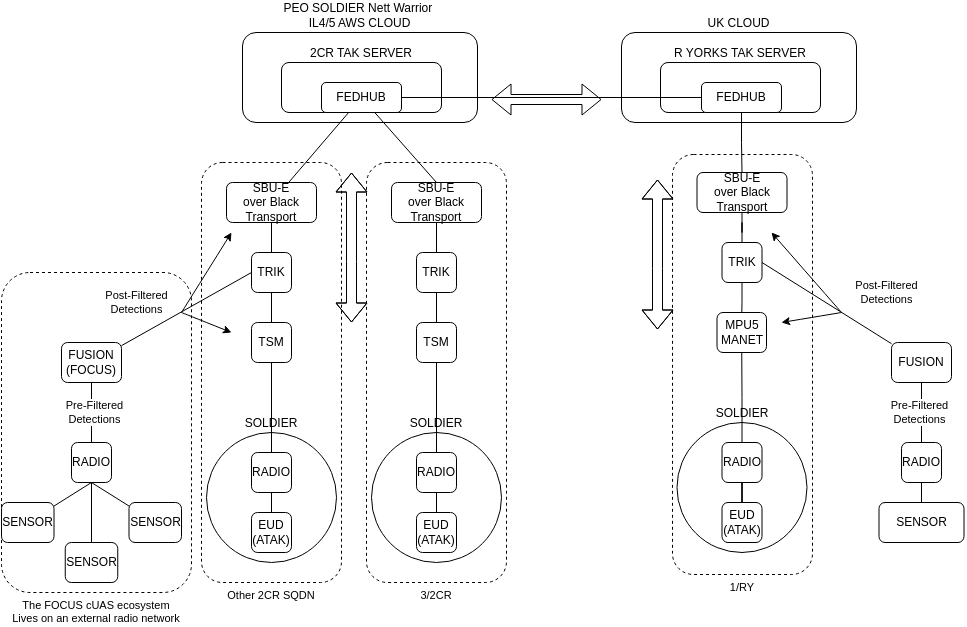 PEO SOLDIER Nett Warrior
IL4/5 AWS CLOUD
2CR TAK SERVER
FEDHUB
UK CLOUD
R YORKS TAK SERVER
FEDHUB
SBU-E
over Black
Transport
SBU-E
over Black
Transport
SBU-E
over Black
Transport
TRIK
TRIK
TRIK
Post-Filtered
Detections
Post-Filtered
Detections
TSM
TSM
MPU5
MANET
FUSION
(FOCUS)
FUSION
Pre-Filtered
Detections
Pre-Filtered
Detections
SOLDIER
SOLDIER
SOLDIER
RADIO
RADIO
RADIO
RADIO
RADIO
SENSOR
SENSOR
SENSOR
EUD
(ATAK)
EUD
(ATAK)
EUD
(ATAK)
SENSOR
The FOCUS cUAS ecosystem
Lives on an external radio network
Other 2CR SQDN
3/2CR
1/RY